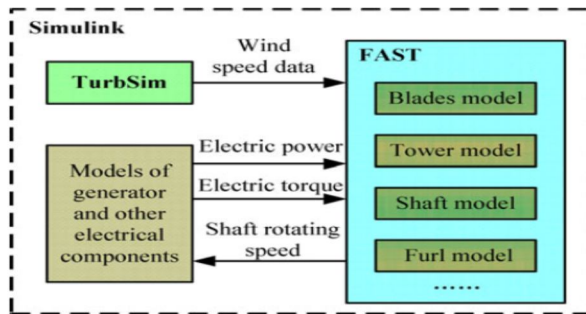 Simulink
TurbSim
Wind
speed data
FAST
Blades model
Tower model
Shaft model
Furl model
......
Models of
generator
and other
electrical
components
Electric power
Electric torque
Shaft rotating
speed